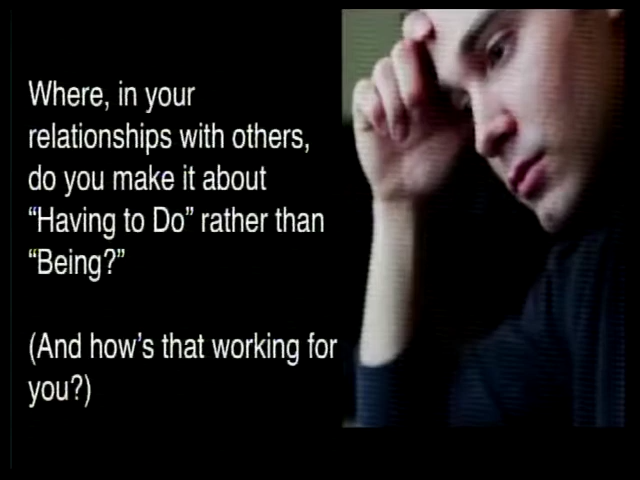 Where, in your
relationships with others,
do you make it about
“Having to Do” rather than
“Being?”
(And how’s that working for
you?)